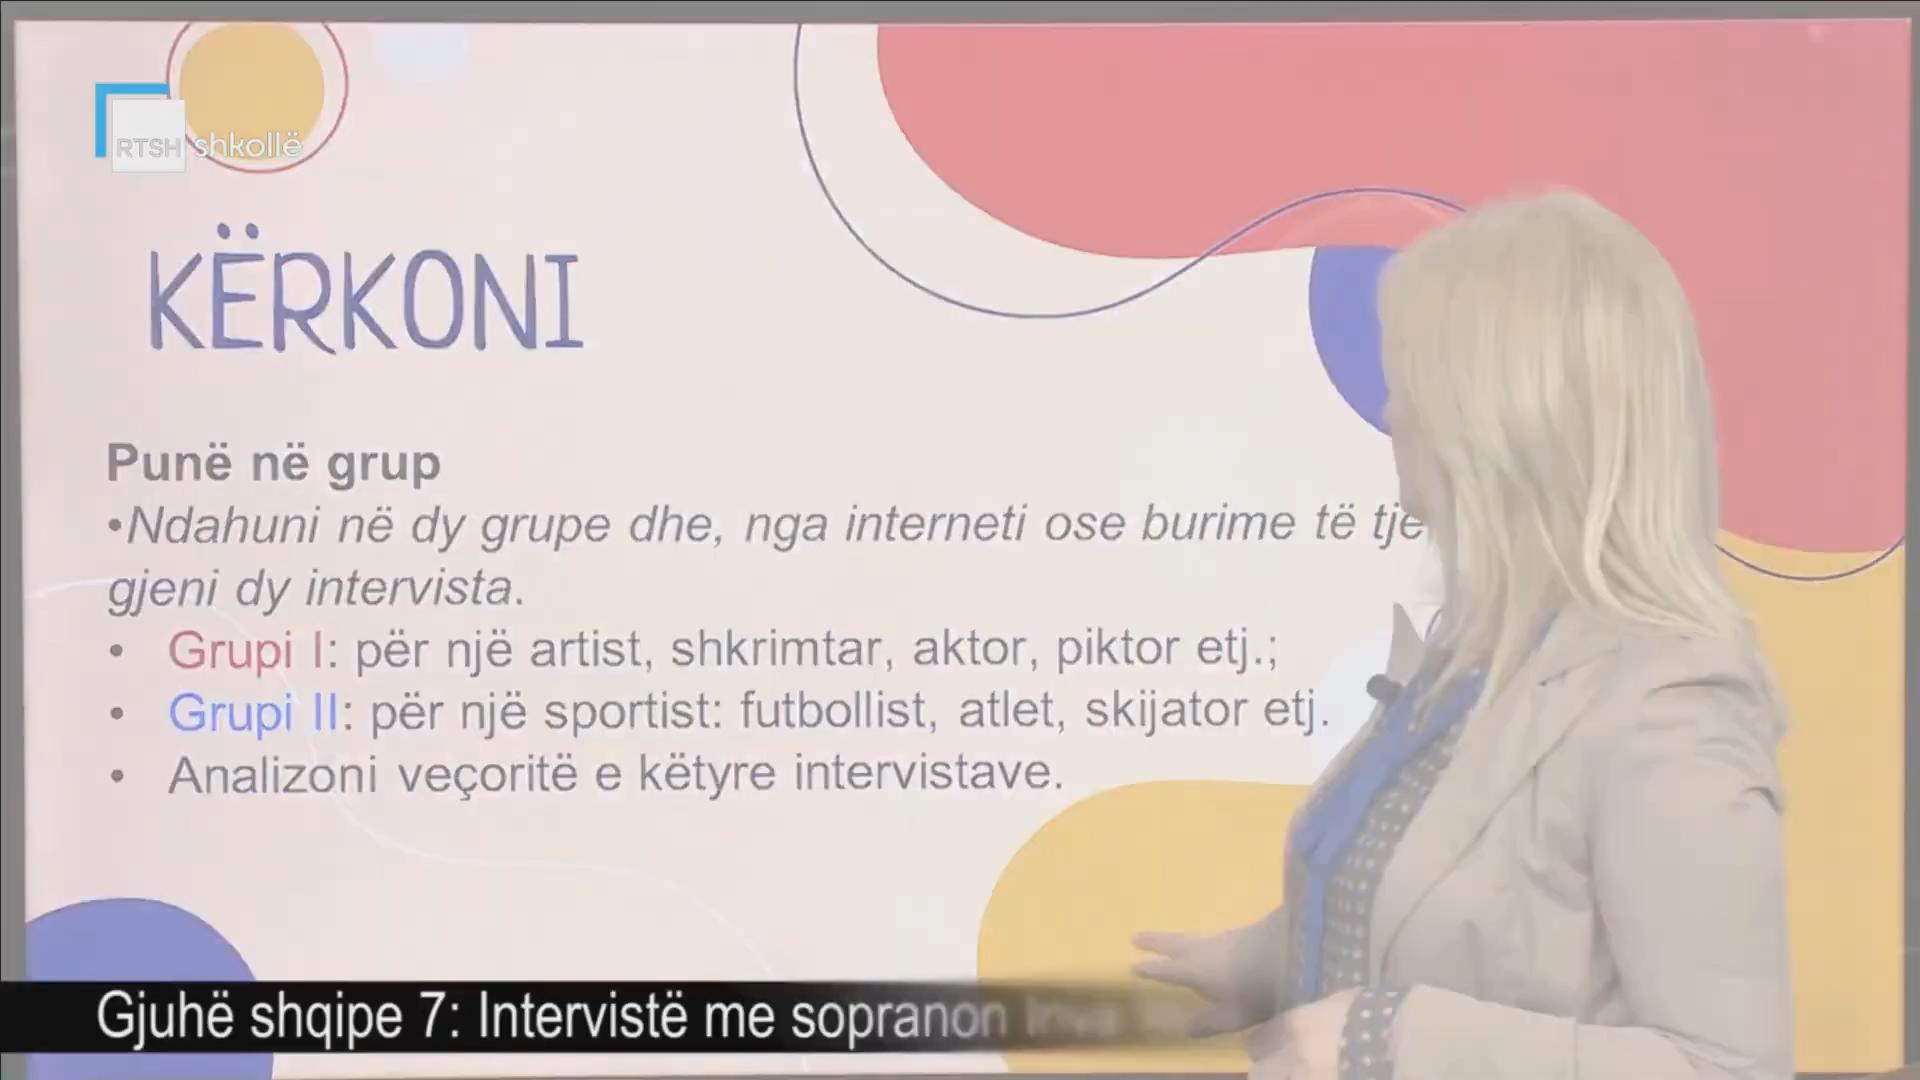 RTSH shkollë
KËRKONI
Punë në grup
•Ndahuni në dy grupe dhe, nga interneti ose burime të
gjeni dy intervista.
• Grupi I: për një artist, shkrimtar, aktor, piktor etj.;
• Grupi II: për një sportist: futbollist, atlet, skijator etj.
• Analizoni veçoritë e këtyre intervistave.
Gjuhë shqipe 7: Intervistë me sopranon